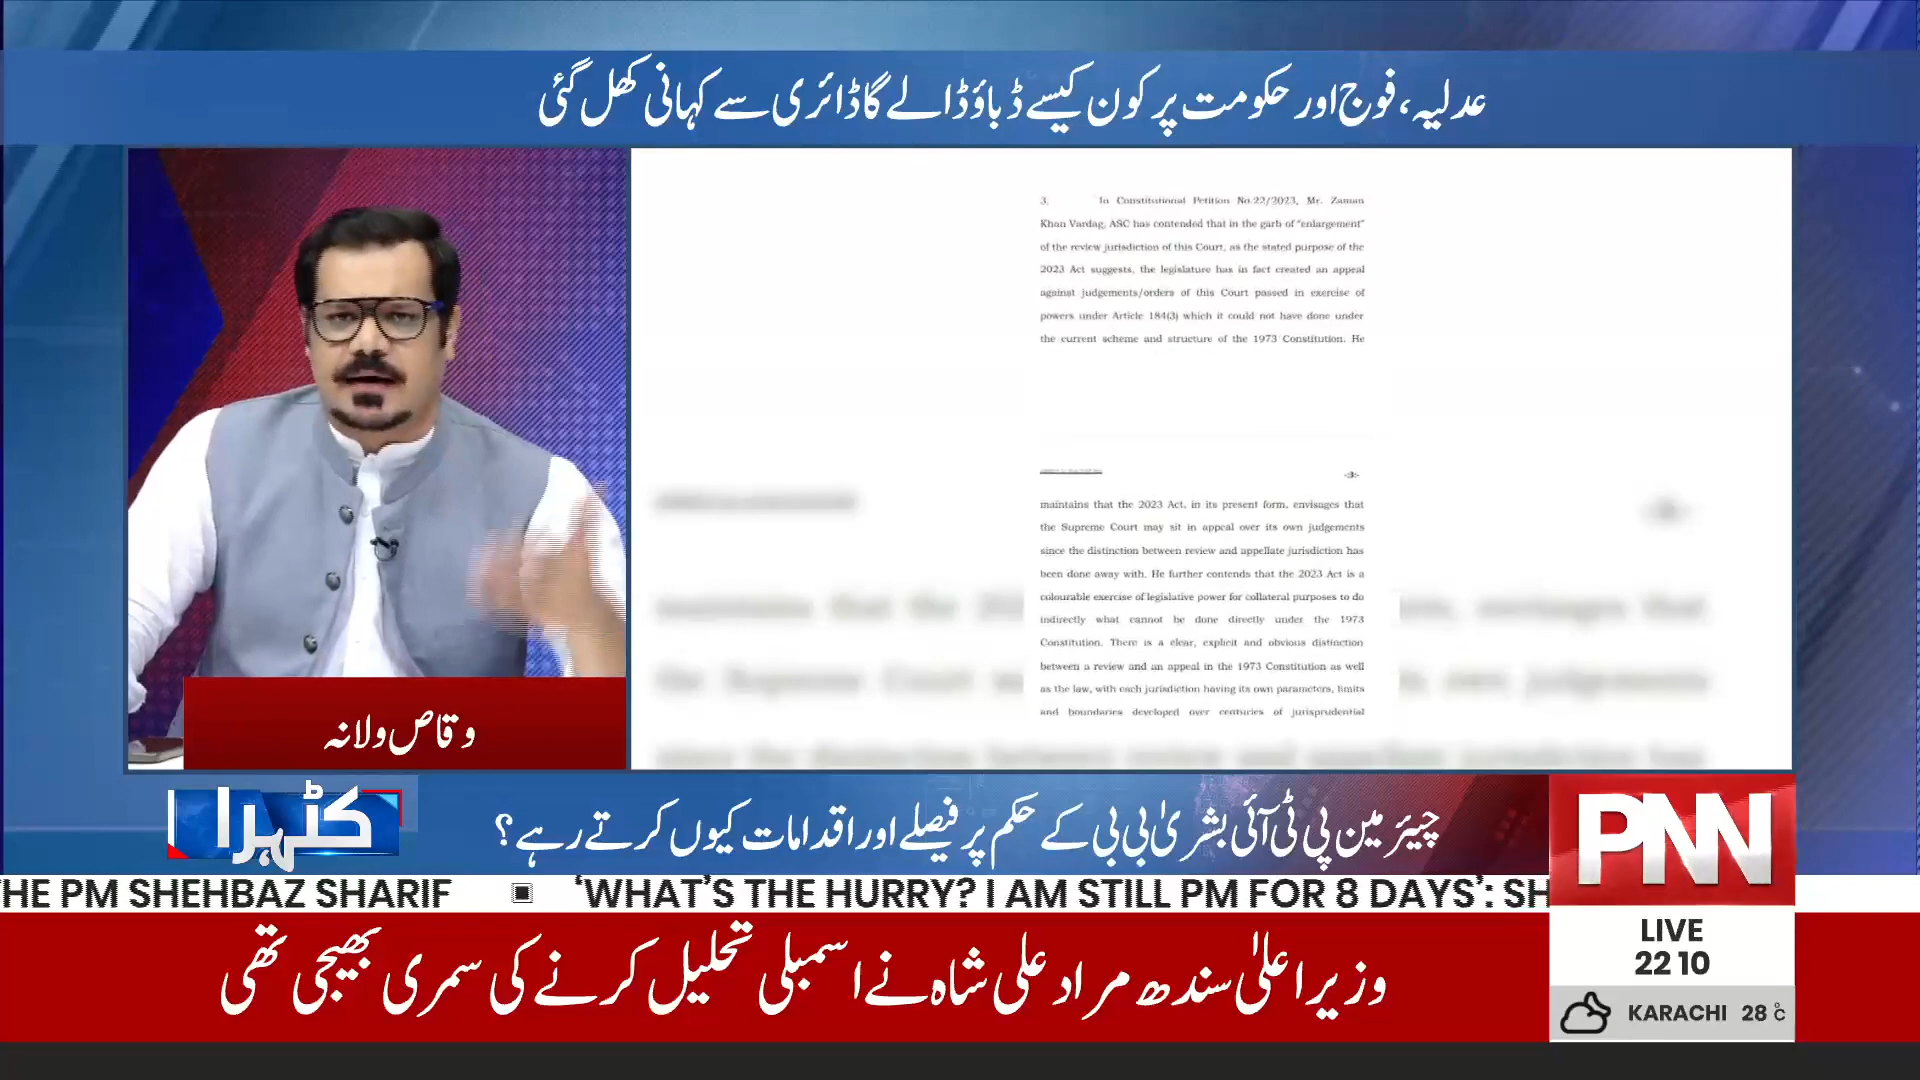 عدلیہ، فوج اور حکومت پر کون کیسے دباؤ ڈالے گا ڈائری سے کہانی کھل گئی
3. In Constitutional Petition No.22/2023, Mr. Zaman
Khan Vardag, ASC has contended that in the garb of "enlargement"
of the review jurisdiction of this Court, as the stated purpose of the
2023 Act suggests, the legislature has in fact created an appeal
against judgements/orders of this Court passed in exercise of
powers under Article 184(3) which it could not have done under
the current scheme and structure of the 1973 Constitution. He
maintains that the 2023 Act, in its present form, envisages that
the Supreme Court may sit in appeal over its own judgements
since the distinction between review and appellate jurisdiction has
been done away with. He further contends that the 2023 Act is a
colourable exercise of legislative power for collateral purposes to do
indirectly what cannot be done directly under the 1973
Constitution. There is a clear, explicit and obvious distinction
between a review and an appeal in the 1973 Constitution as well
as the law, with each jurisdiction having its own parameters, limits
and boundaries developed over centuries of jurisprudential
وقاص ولانہ
کٹہرا
چیئرمین پی ٹی آئی بشریٰ بی بی کے حکم پر فیصلے اور اقدامات کیوں کرتے رہے؟
PNN
THE PM SHEHBAZ SHARIF ▣ 'WHAT'S THE HURRY? I AM STILL PM FOR 8 DAYS': SH
وزیراعلیٰ سندھ مراد علی شاہ نے اسمبلی تحلیل کرنے کی سمری بھیجی تھی
LIVE
22 10
KARACHI 28°C